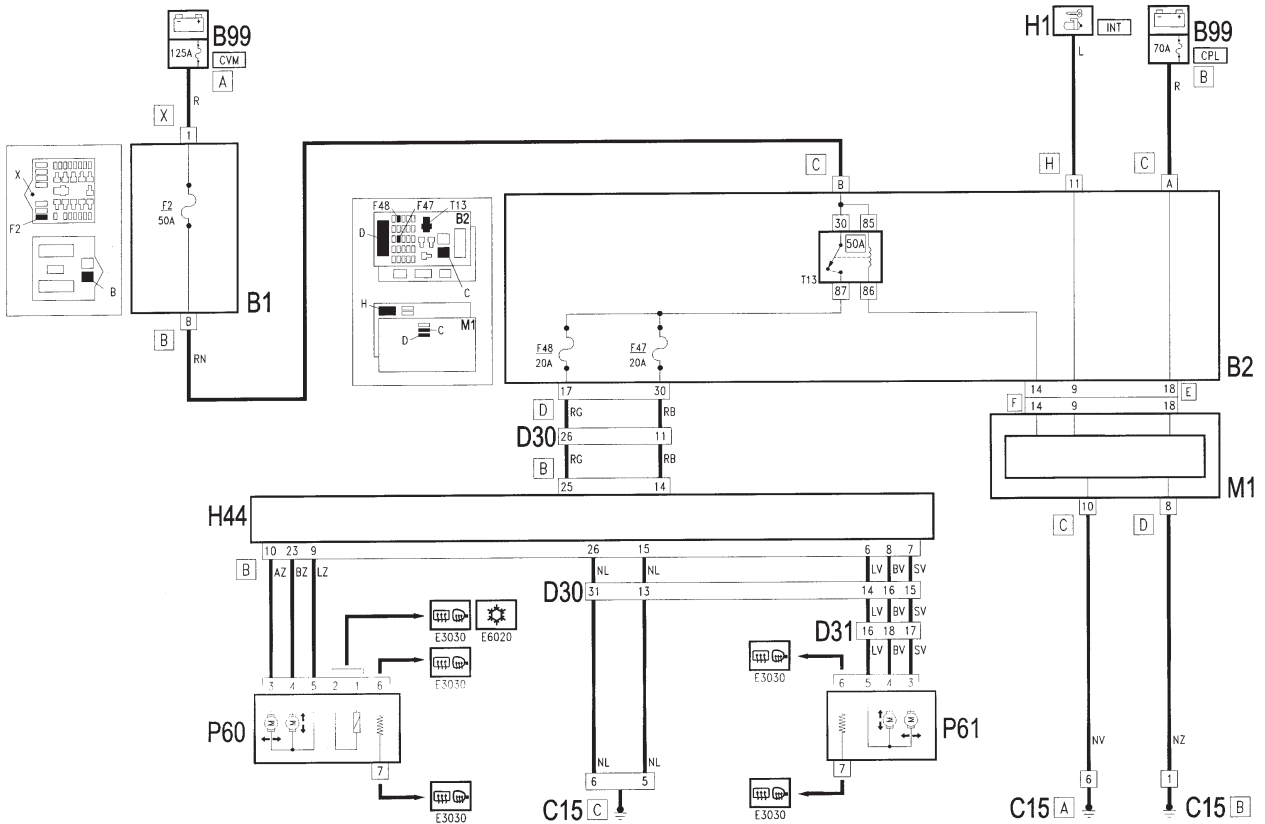 B99
125A
CVM
A
R
X
1
H1
INT
L
B99
70A
CPL
B
R
X
F2
B
F2
50A
B1
B
B
RN
C
B
H
11
C
A
F48
F47
T13
B2
D
C
H
M1
C
D
30
85
50A
T13
87
86
F48
20A
F47
20A
B2
17
30
14
9
18
E
D
RG
RB
F
14
9
18
D30
26
11
B
RG
RB
25
14
M1
H44
10
8
C
D
10
23
9
26
15
6
8
7
B
AZ
BZ
LZ
NL
NL
LV
BV
SV
D30
31
13
14
16
15
LV
BV
SV
E3030
E6020
D31
16
18
17
E3030
E3030
LV
BV
SV
3
4
5
2
1
6
6
5
4
3
P60
M
M
M
M
P61
7
7
NL
NL
NV
NZ
E3030
6
5
E3030
6
1
C15
C
C15
A
C15
B